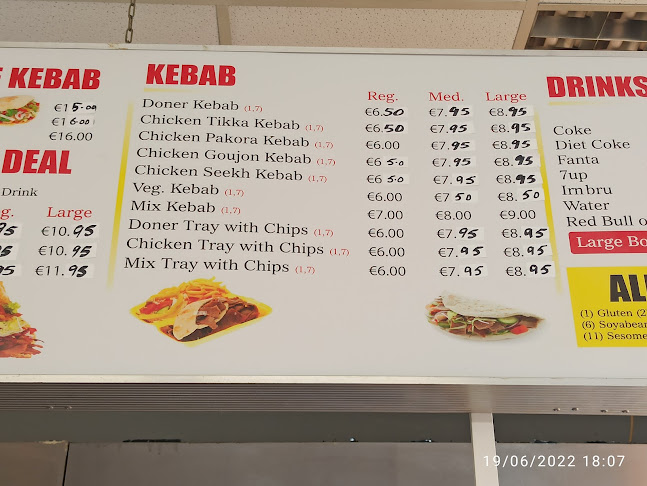 KEBAB
€15.00
€16.00
€16.00
DEAL
Drink
Large
€10.95
€10.95
€11.95
KEBAB
Reg. Med. Large
Doner Kebab (1,7) €6.50 €7.95 €8.95
Chicken Tikka Kebab (1,7) €6.50 €7.95 €8.95
Chicken Pakora Kebab (1,7) €6.00 €7.95 €8.95
Chicken Goujon Kebab (1,7) €6 50 €7.95 €8.95
Chicken Seekh Kebab (1,7) €6 50 €7.95 €8.95
Veg. Kebab (1,7) €6.00 €7 50 €8.50
Mix Kebab (1,7) €7.00 €8.00 €9.00
Doner Tray with Chips (1,7) €6.00 €7.95 €8.95
Chicken Tray with Chips (1,7) €6.00 €7.95 €8.95
Mix Tray with Chips (1,7) €6.00 €7.95 €8.95
DRINKS
Coke
Diet Coke
Fanta
7up
Irnbru
Water
Red Bull
Large
(1) Gluten (2
(6) Soyabean
(11) Sesome
19/06/2022 18:07